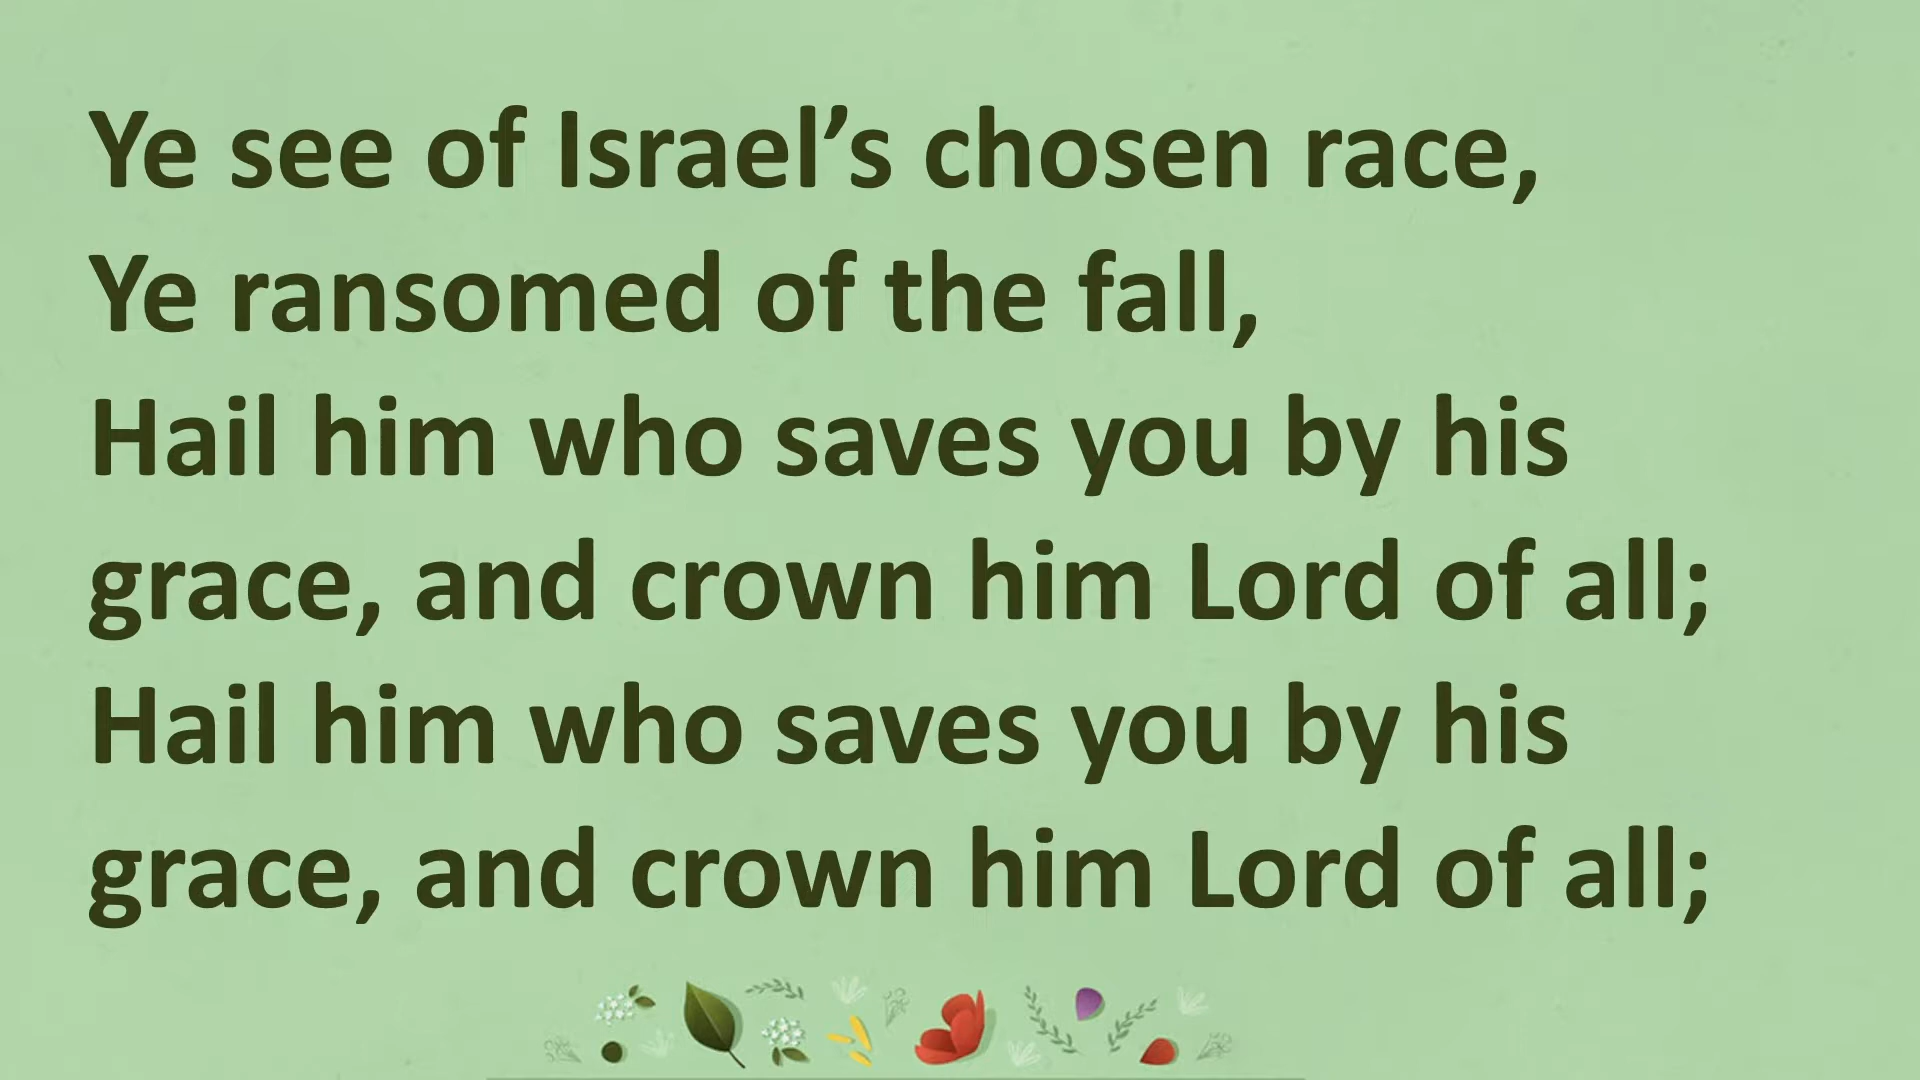 Ye see of Israel’s chosen race,
Ye ransomed of the fall,
Hail him who saves you by his
grace, and crown him Lord of all;
Hail him who saves you by his
grace, and crown him Lord of all;